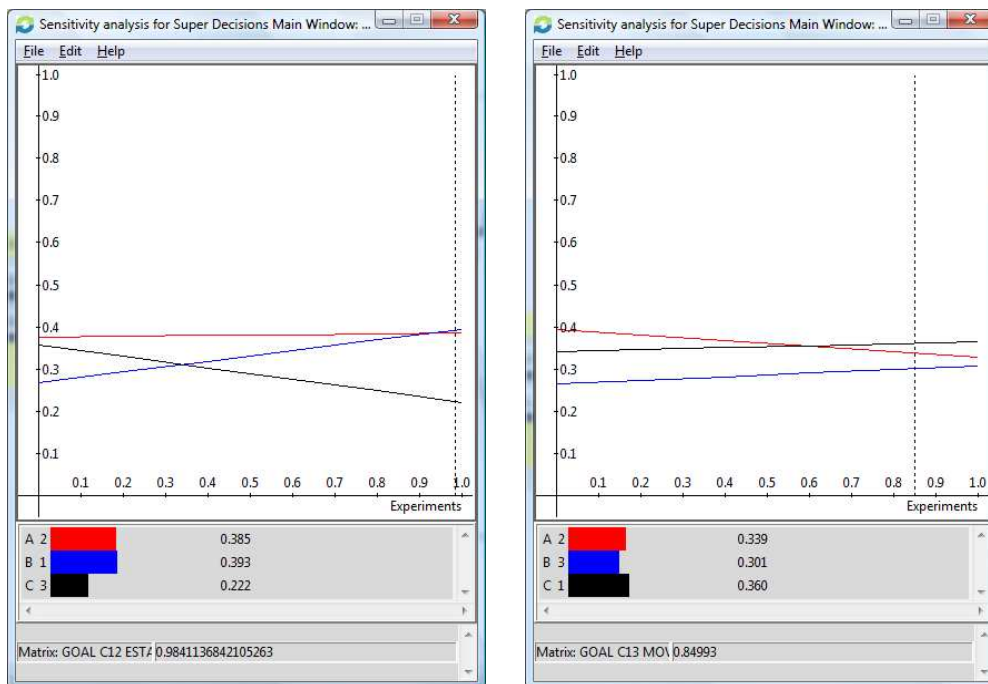 Sensitivity analysis for Super Decisions Main Window: ...
File Edit Help
1.0
0.9
0.8
0.7
0.6
0.5
0.4
0.3
0.2
0.1
0.1 0.2 0.3 0.4 0.5 0.6 0.7 0.8 0.9 1.0
Experiments
A 2 0.385
B 1 0.393
C 3 0.222
Matrix: GOAL C12 ESTA 0.9841136842105263
Sensitivity analysis for Super Decisions Main Window: ...
File Edit Help
1.0
0.9
0.8
0.7
0.6
0.5
0.4
0.3
0.2
0.1
0.1 0.2 0.3 0.4 0.5 0.6 0.7 0.8 0.9 1.0
Experiments
A 2 0.339
B 3 0.301
C 1 0.360
Matrix: GOAL C13 MOV 0.84993